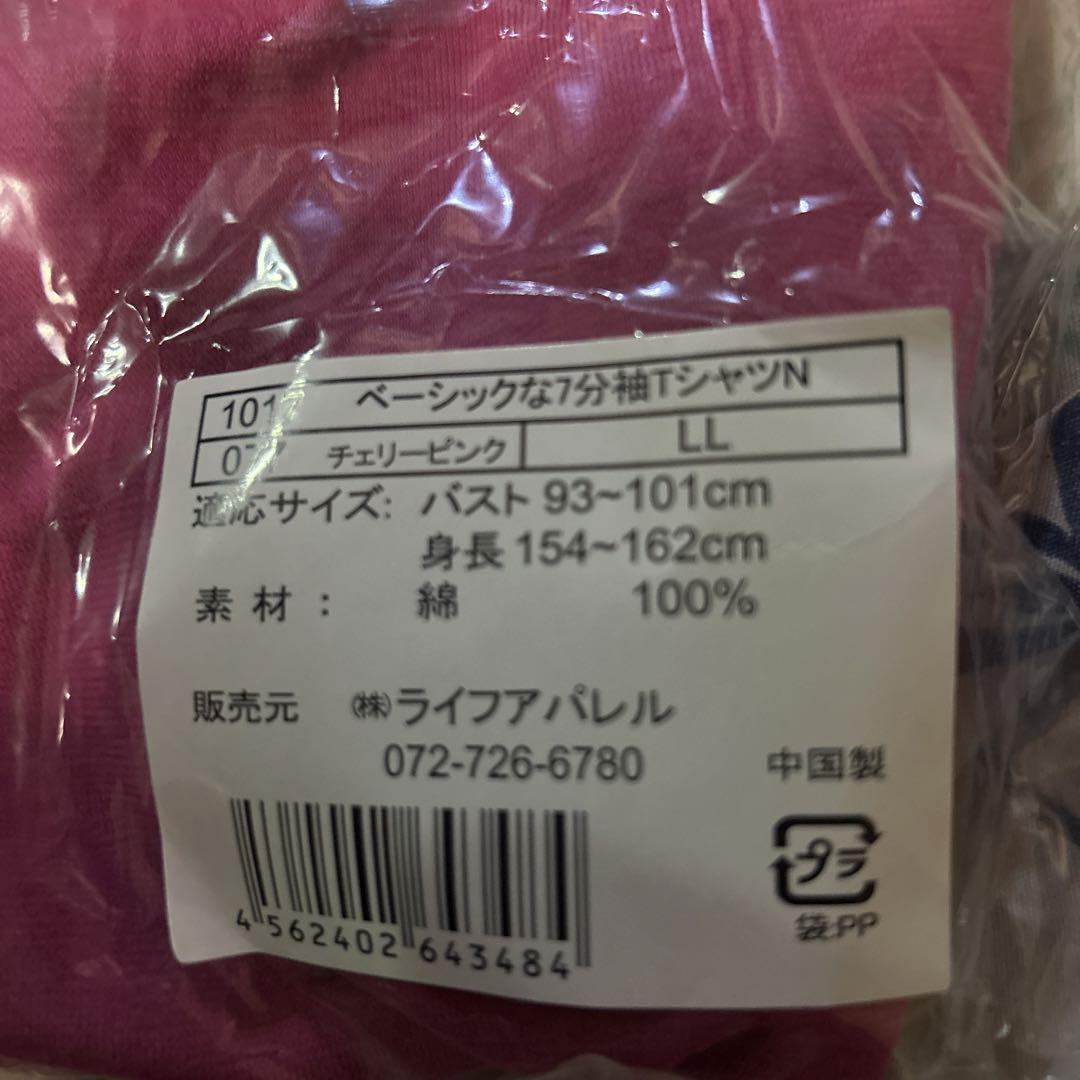 ベーシックな7分袖TシャツN
チェリーピンク LL
適応サイズ: バスト 93~101cm
身長 154~162cm
素材: 綿 100%
販売元 ㈱ライフアパレル
072-726-6780
中国製
プラ
袋:PP
4 562402 643484